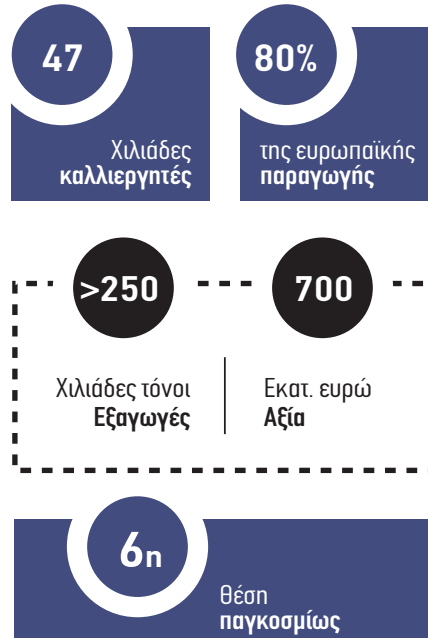 47
Χιλιάδες
καλλιεργητές
80%
της ευρωπαϊκής
παραγωγής
>250
Χιλιάδες τόνοι
Εξαγωγές
700
Εκατ. ευρώ
Αξία
6η
θέση
παγκοσμίως